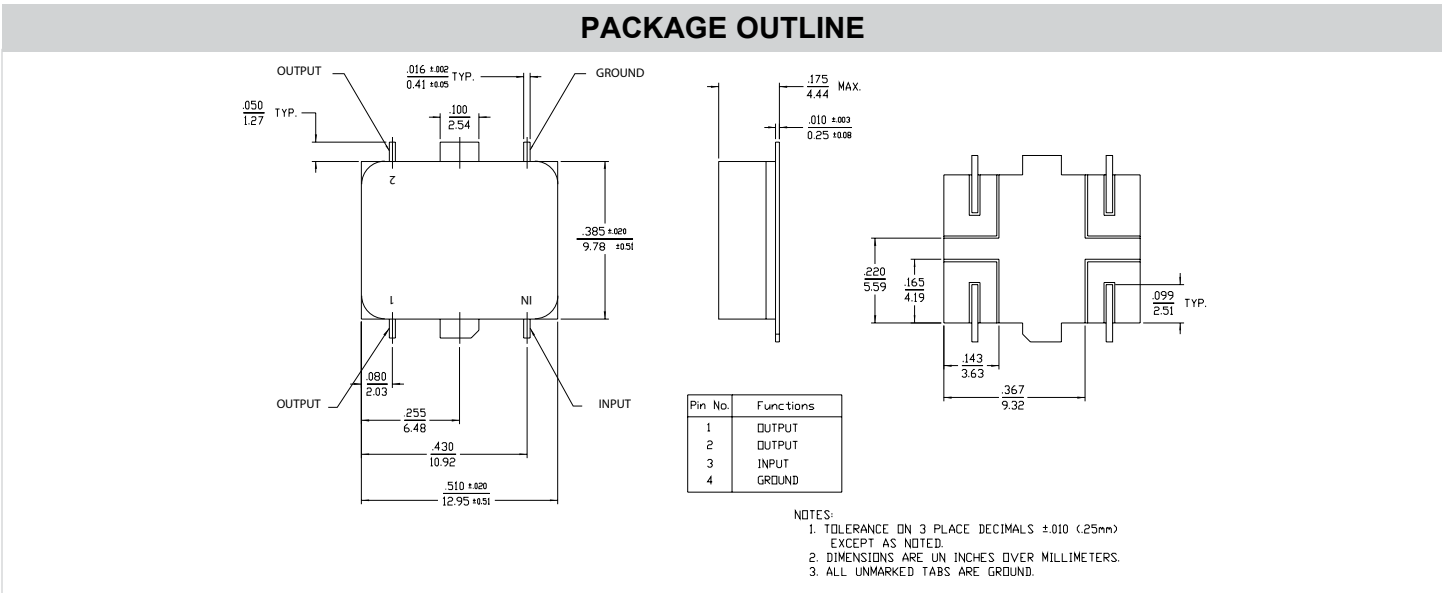 PACKAGE OUTLINE
OUTPUT
.016 ±.002
0.41 ±0.05
TYP.
GROUND
.050
1.27
TYP.
.100
2.54
2
.385 ±.020
9.78 ±0.51
1
IN
.080
2.03
OUTPUT
INPUT
.255
6.48
.430
10.92
.510 ±.020
12.95 ±0.51
.175
4.44
MAX.
.010 ±.003
0.25 ±0.08
.220
5.59
.165
4.19
.099
2.51
TYP.
.143
3.63
.367
9.32
Pin No. Functions
1 OUTPUT
2 OUTPUT
3 INPUT
4 GROUND
NOTES:
1. TOLERANCE ON 3 PLACE DECIMALS ±.010 (.25mm)
EXCEPT AS NOTED.
2. DIMENSIONS ARE UN INCHES OVER MILLIMETERS.
3. ALL UNMARKED TABS ARE GROUND.